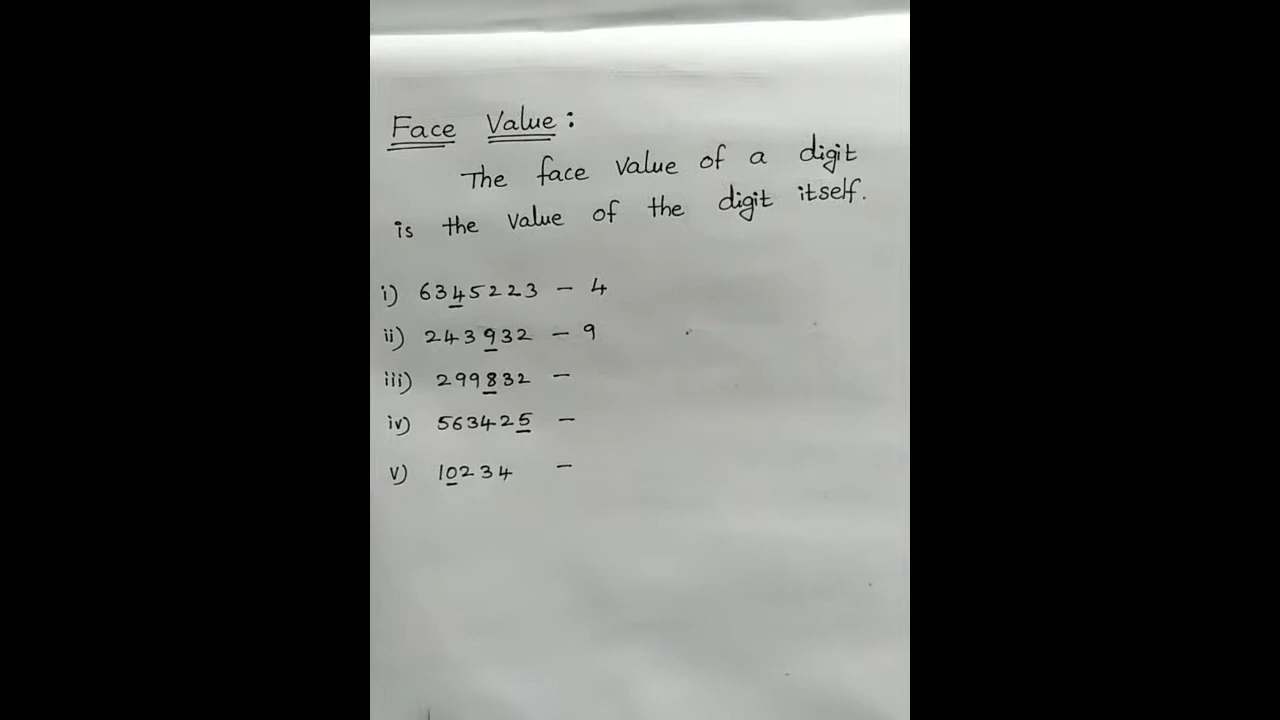 Face Value:
The face value of a digit
is the value of the digit itself.
i) 6345223 - 4
ii) 243932 - 9
iii) 299832 -
iv) 563425 -
v) 10234 -